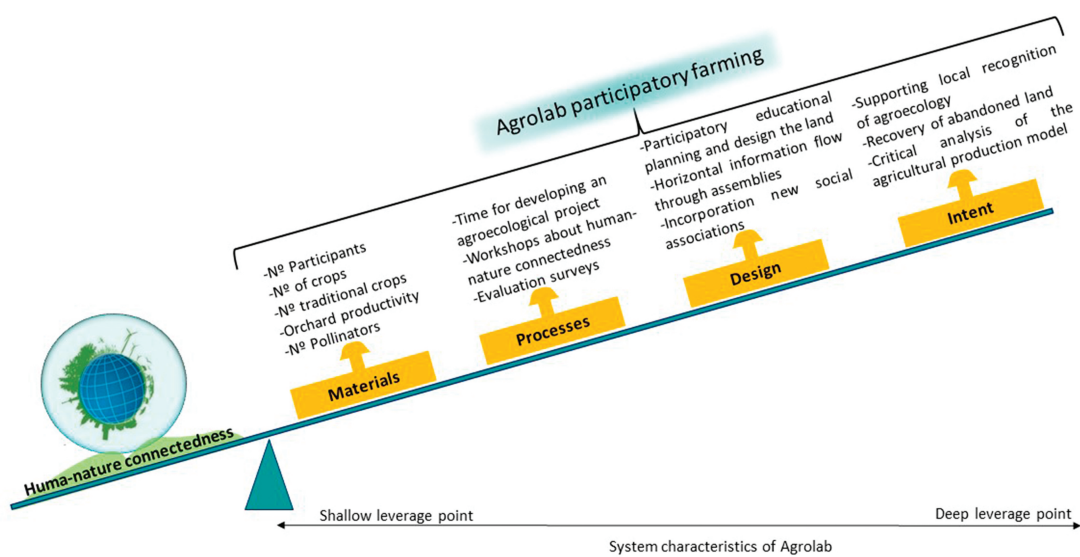 Agrolab participatory farming
-Nº Participants
-Nº of crops
-Nº traditional crops
-Orchard productivity
-Nº Pollinators
Materials
-Time for developing an
agroecological project
-Workshops about human-
nature connectedness
-Evaluation surveys
Processes
-Participatory educational
planning and design the land
-Horizontal information flow
through assemblies
-Incorporation new social
associations
Design
-Supporting local recognition
of agroecology
-Recovery of abandoned land
-Critical analysis of the
agricultural production model
Intent
Huma-nature connectedness
Shallow leverage point
Deep leverage point
System characteristics of Agrolab